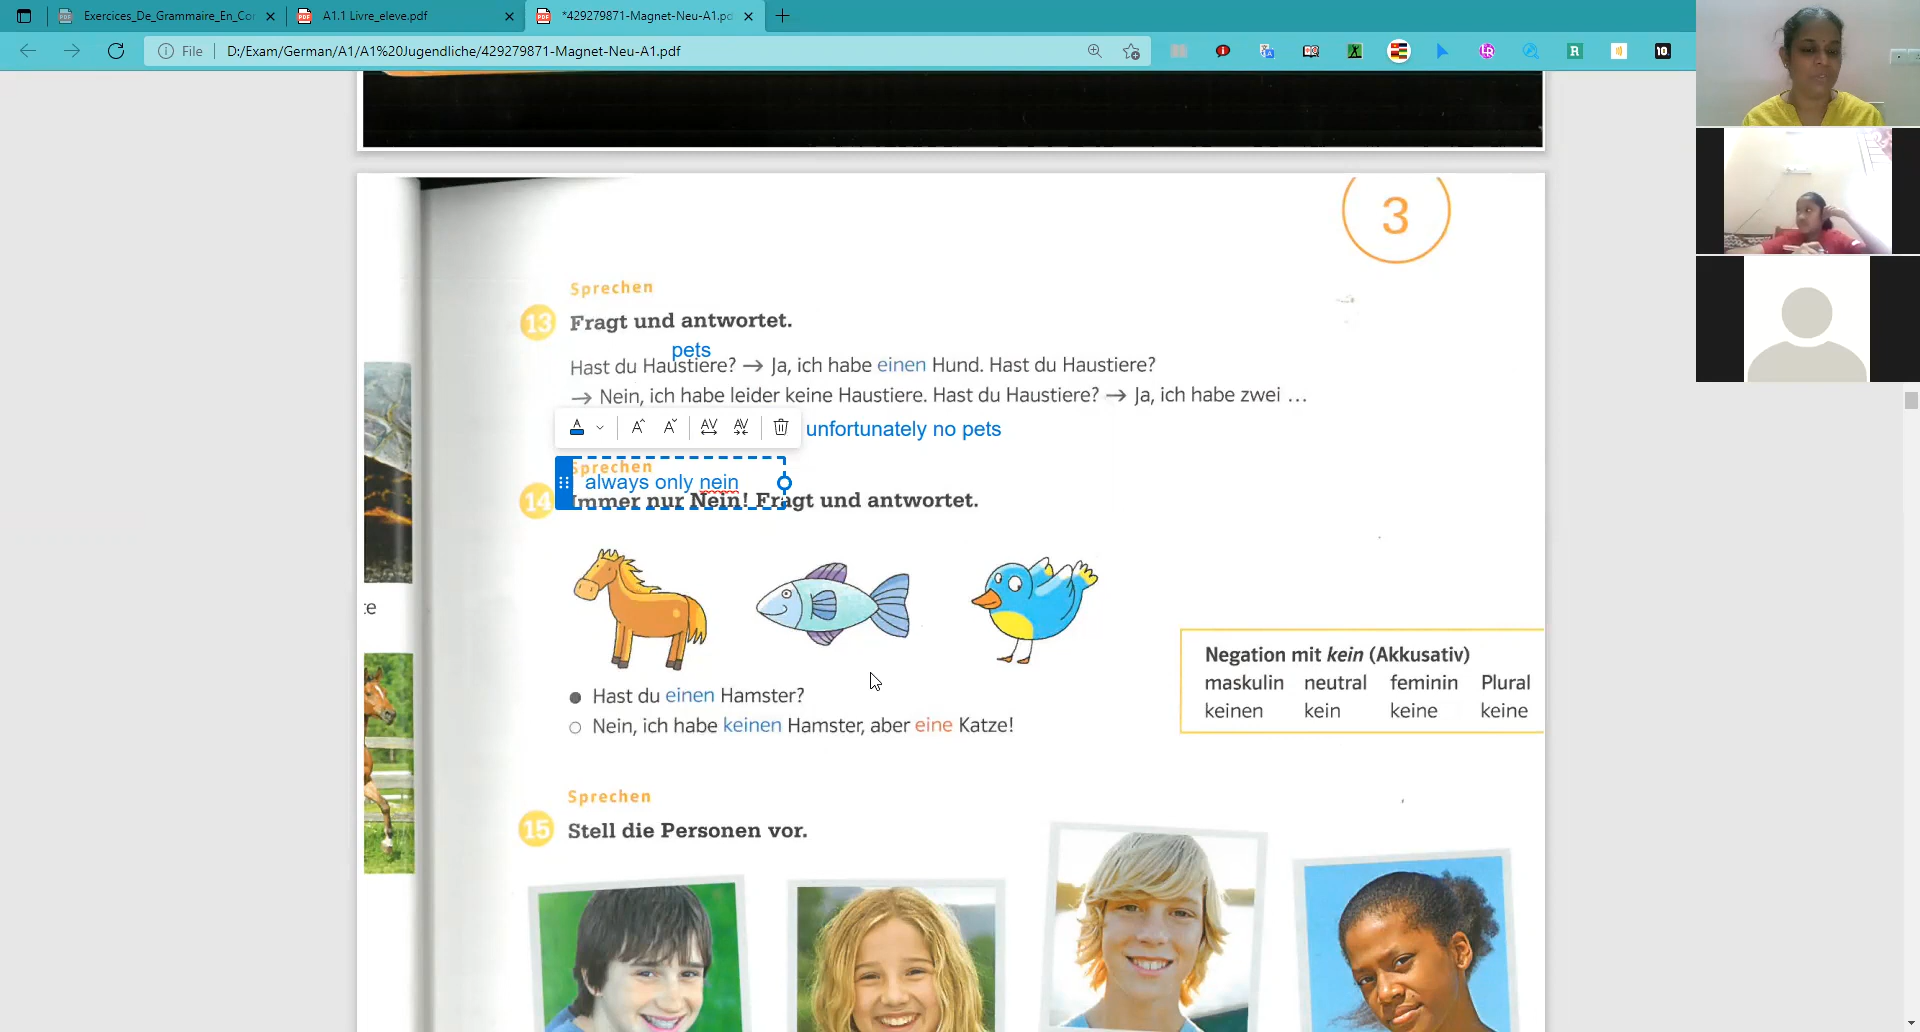 Exercices_De_Grammaire_En_Co
A1.1 Livre_eleve.pdf
*429279871-Magnet-Neu-A1.pd
File
D:/Exam/German/A1/A1%20Jugendliche/429279871-Magnet-Neu-A1.pdf
3
Sprechen
13 Fragt und antwortet.
pets
Hast du Haustiere? → Ja, ich habe einen Hund. Hast du Haustiere?
→ Nein, ich habe leider keine Haustiere. Hast du Haustiere? → Ja, ich habe zwei ...
unfortunately no pets
Sprechen
always only nein
14 Immer nur Nein! Fragt und antwortet.
te
Hast du einen Hamster?
Nein, ich habe keinen Hamster, aber eine Katze!
Negation mit kein (Akkusativ)
maskulin neutral feminin Plural
keinen kein keine keine
Sprechen
15 Stell die Personen vor.